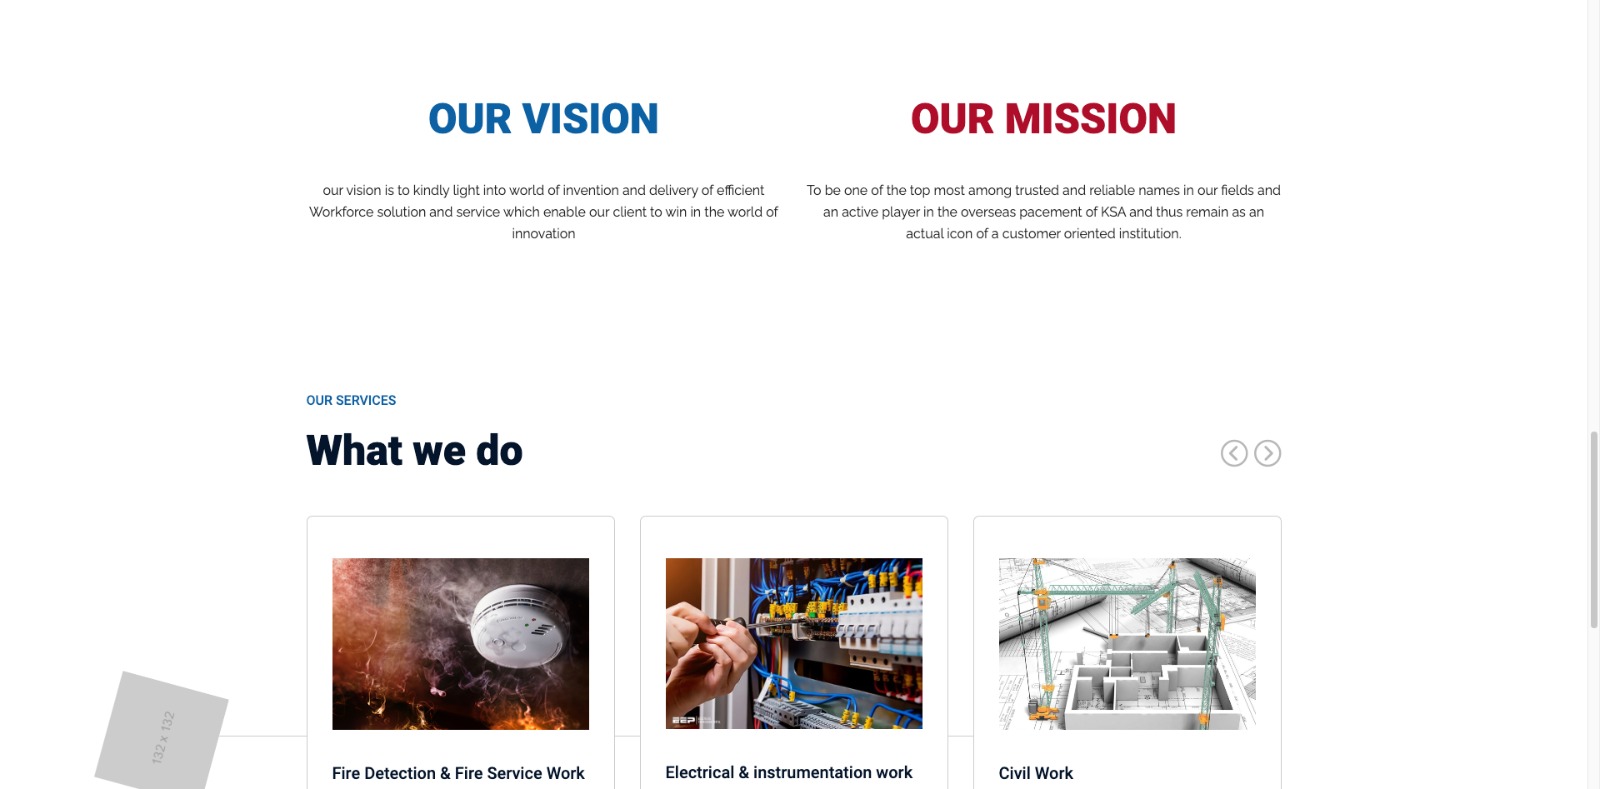 OUR VISION
our vision is to kindly light into world of invention and delivery of efficient
Workforce solution and service which enable our client to win in the world of
innovation
OUR MISSION
To be one of the top most among trusted and reliable names in our fields and
an active player in the overseas pacement of KSA and thus remain as an
actual icon of a customer oriented institution.
OUR SERVICES
What we do
EEP
Fire Detection & Fire Service Work
Electrical & instrumentation work
Civil Work
132 x 132